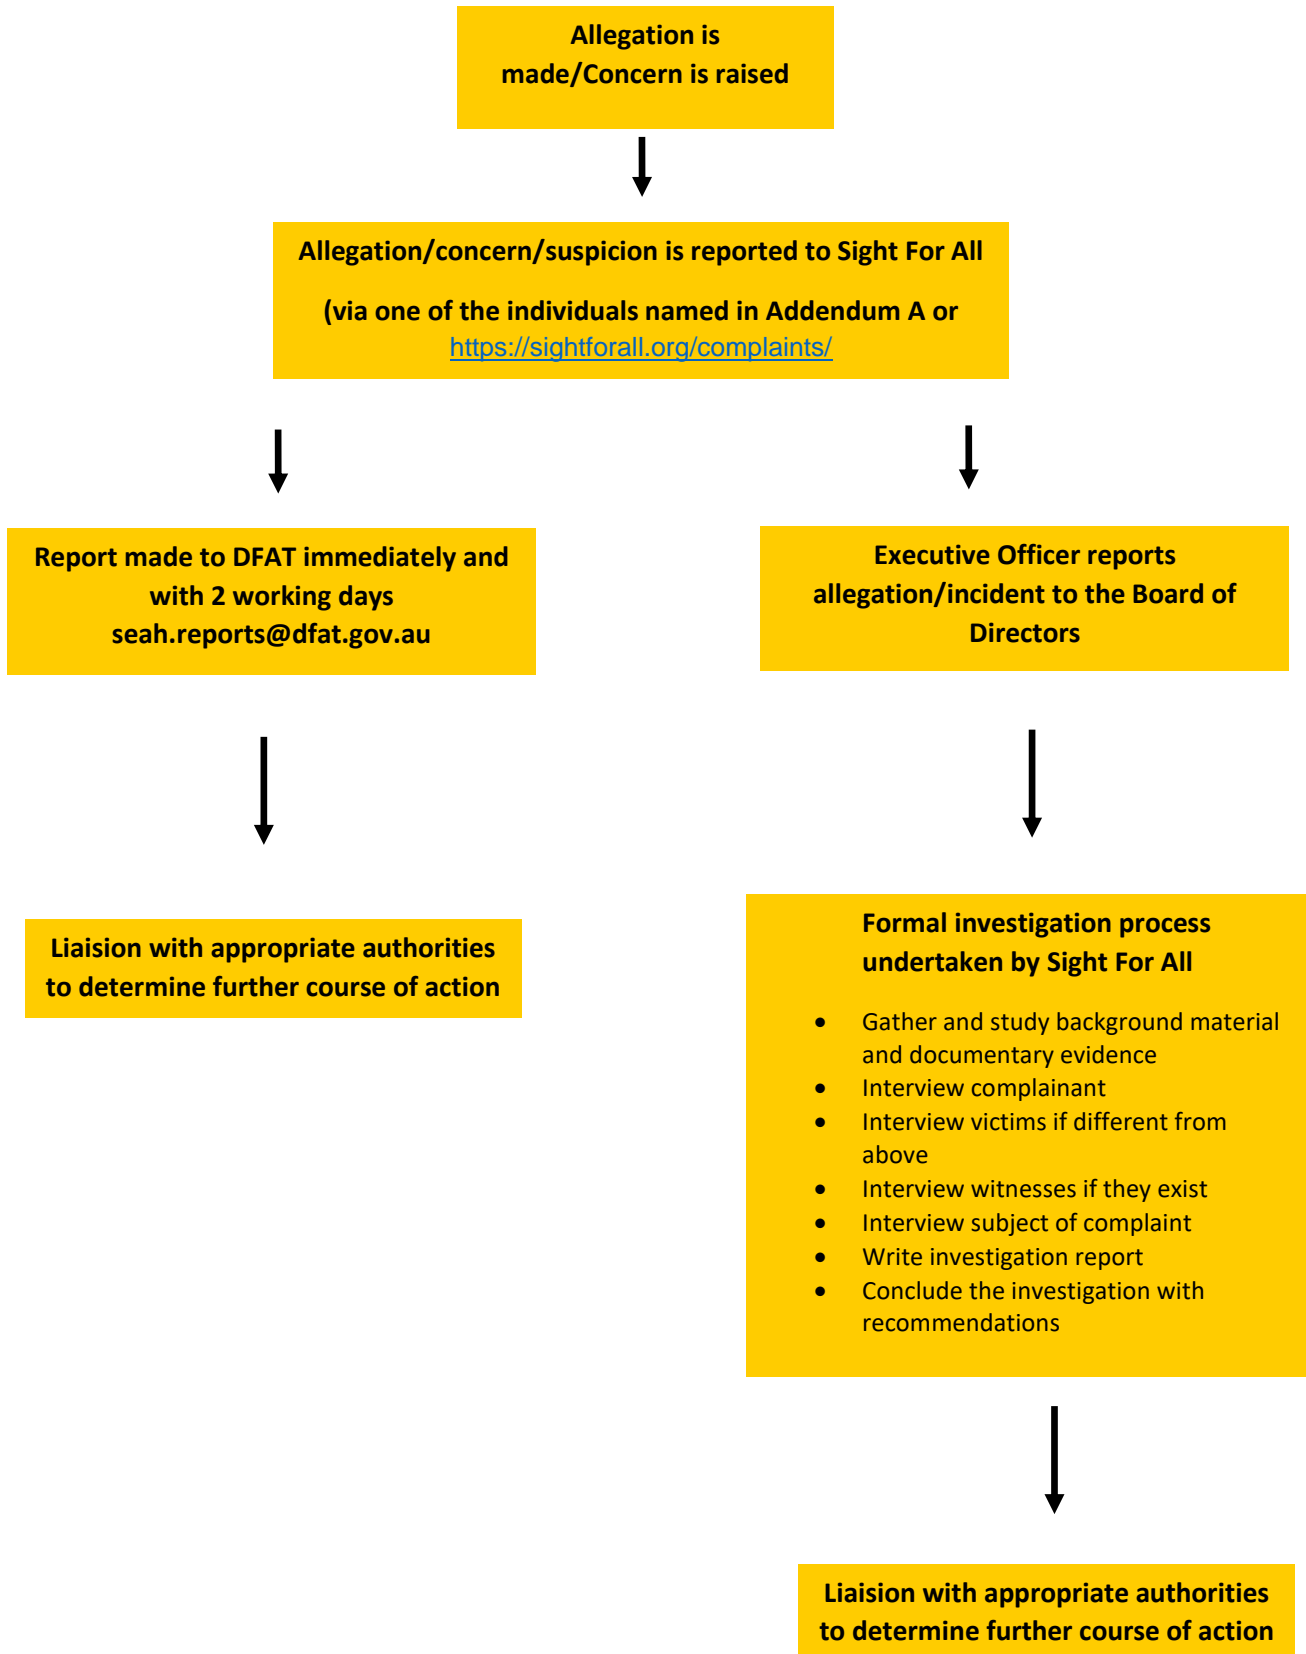 Allegation is
made/Concern is raised
Allegation/concern/suspicion is reported to Sight For All
(via one of the individuals named in Addendum A or
https://sightforall.org/complaints/
Report made to DFAT immediately and
with 2 working days
seah.reports@dfat.gov.au
Executive Officer reports
allegation/incident to the Board of
Directors
Liaision with appropriate authorities
to determine further course of action
Formal investigation process
undertaken by Sight For All
• Gather and study background material
and documentary evidence
• Interview complainant
• Interview victims if different from
above
• Interview witnesses if they exist
• Interview subject of complaint
• Write investigation report
• Conclude the investigation with
recommendations
Liaision with appropriate authorities
to determine further course of action